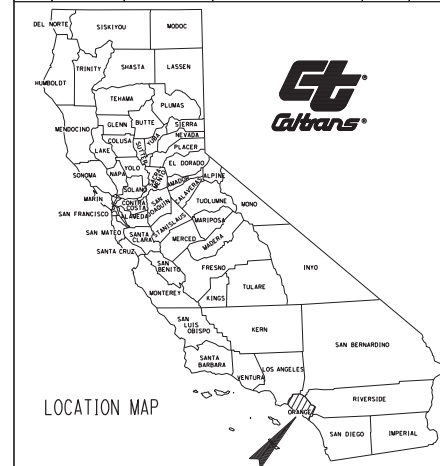 DEL NORTE
SISKIYOU
MODOC
TRINITY
SHASTA
LASSEN
HUMBOLDT
TEHAMA
PLUMAS
MENDOCINO
GLENN
BUTTE
SIERRA
NEVADA
COLUSA
YUBA
SUTTER
PLACER
LAKE
EL DORADO
SONOMA
NAPA
YOLO
SACRA
MENTO
AMADOR
ALPINE
SOLANO
CALAVERAS
MARIN
CONTRA
COSTA
SAN
JOAQUIN
TUOLUMNE
MONO
SAN FRANCISCO
ALAMEDA
STANISLAUS
MARIPOSA
SAN MATEO
SANTA
CLARA
MERCED
MADERA
SANTA CRUZ
SAN
BENITO
FRESNO
INYO
MONTEREY
KINGS
TULARE
SAN
LUIS
OBISPO
KERN
SAN BERNARDINO
SANTA
BARBARA
VENTURA
LOS ANGELES
ORANGE
RIVERSIDE
SAN DIEGO
IMPERIAL
LOCATION MAP
Ct®
Caltrans®